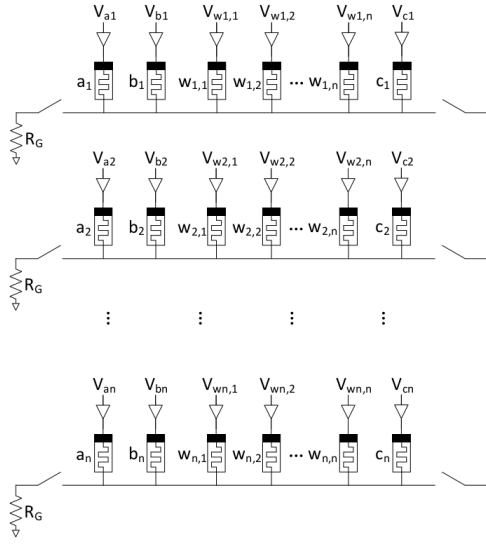 Va1 Vb1 Vw1,1 Vw1,2 Vw1,n Vc1
a1 b1 w1,1 w1,2 ... w1,n c1
RG
Va2 Vb2 Vw2,1 Vw2,2 Vw2,n Vc2
a2 b2 w2,1 w2,2 ... w2,n c2
RG
⋮ ⋮ ⋮ ⋮
Van Vbn Vwn,1 Vwn,2 Vwn,n Vcn
an bn wn,1 wn,2 ... wn,n cn
RG